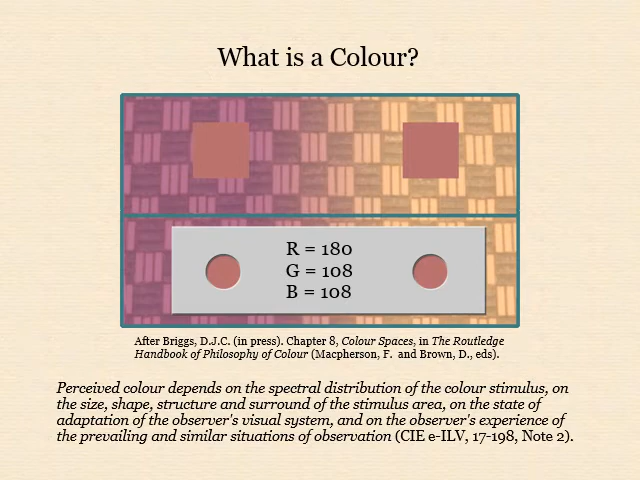 What is a Colour?
R = 180
G = 108
B = 108
After Briggs, D.J.C. (in press). Chapter 8, Colour Spaces, in The Routledge
Handbook of Philosophy of Colour (Macpherson, F. and Brown, D., eds).
Perceived colour depends on the spectral distribution of the colour stimulus, on
the size, shape, structure and surround of the stimulus area, on the state of
adaptation of the observer's visual system, and on the observer's experience of
the prevailing and similar situations of observation (CIE e-ILV, 17-198, Note 2).